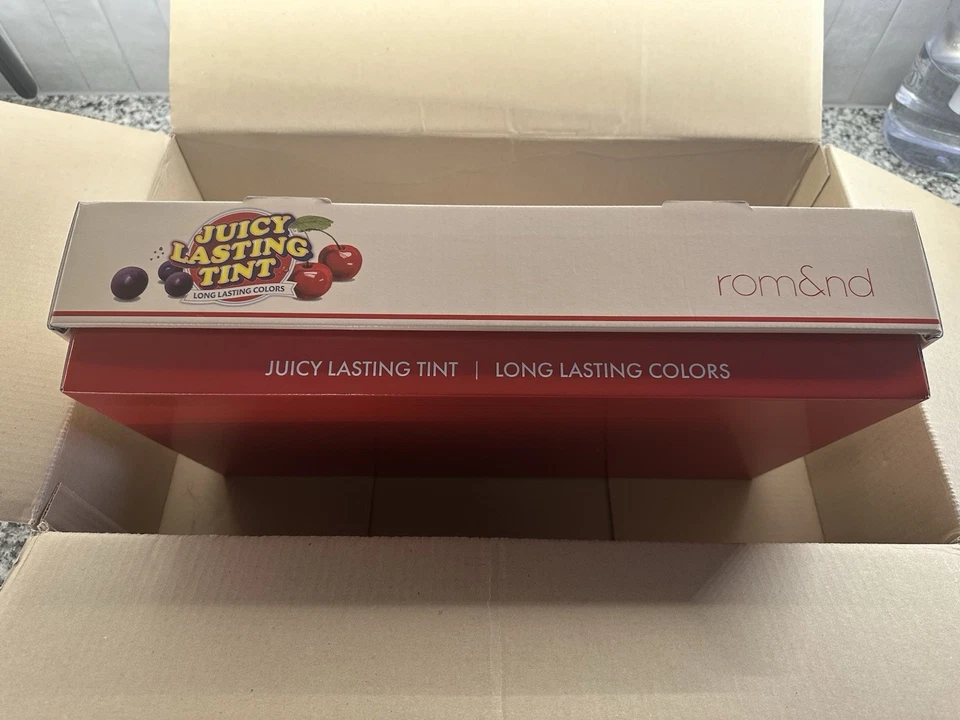 JUICY
LASTING
TINT
LONG LASTING COLORS
rom&nd
JUICY LASTING TINT | LONG LASTING COLORS